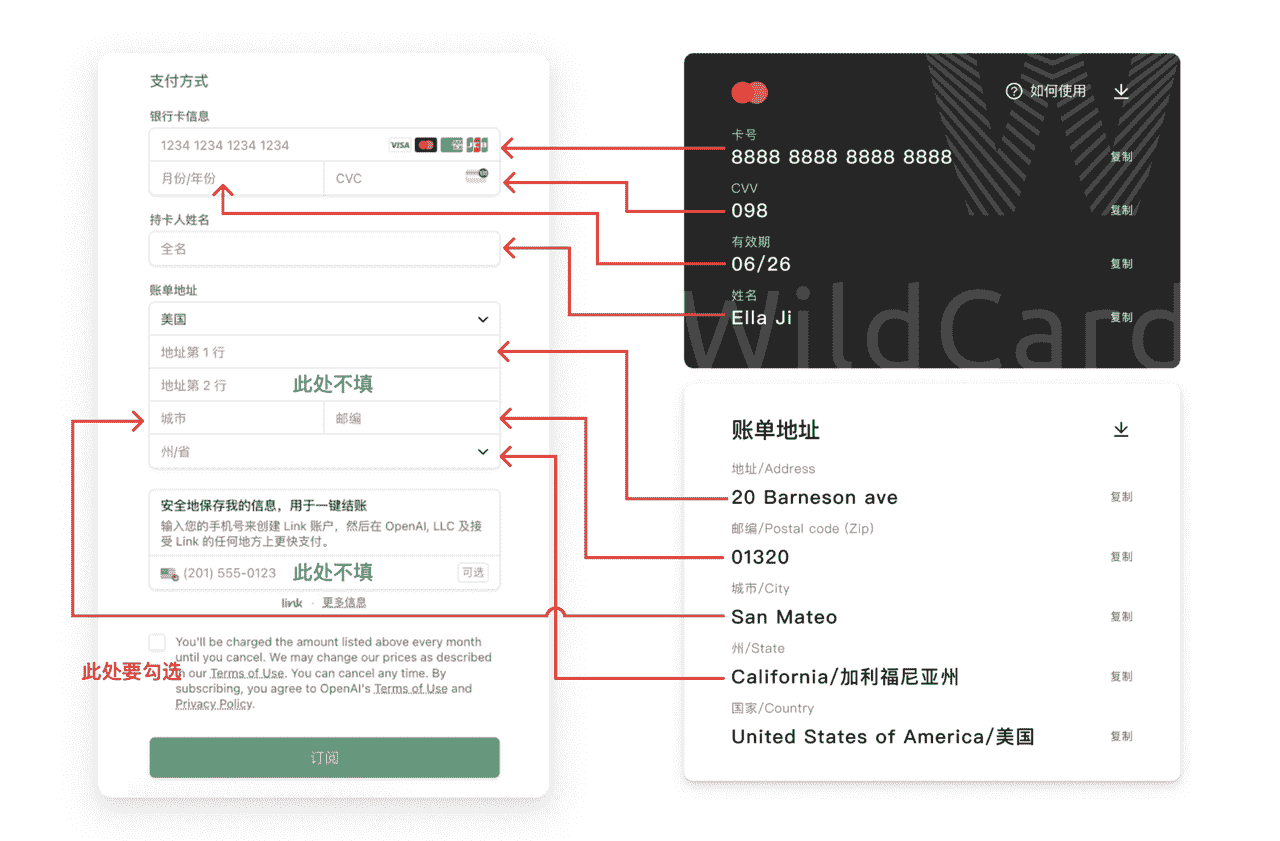 支付方式
银行卡信息
1234 1234 1234 1234
VISA
JCB
月份/年份
CVC
持卡人姓名
全名
账单地址
美国
地址第 1 行
地址第 2 行
此处不填
城市
邮编
州/省
安全地保存我的信息，用于一键结账
输入您的手机号来创建 Link 账户，然后在 OpenAI, LLC 及接
受 Link 的任何地方上更快支付。
(201) 555-0123
此处不填
可选
link · 更多信息
You'll be charged the amount listed above every month
until you cancel. We may change our prices as described
in our Terms of Use. You can cancel any time. By
subscribing, you agree to OpenAI's Terms of Use and
Privacy Policy.
此处要勾选
订阅
如何使用
卡号
8888 8888 8888 8888
复制
CVV
098
复制
有效期
06/26
复制
姓名
Ella Ji
复制
WildCard
账单地址
地址/Address
20 Barneson ave
复制
邮编/Postal code (Zip)
01320
复制
城市/City
San Mateo
复制
州/State
California/加利福尼亚州
复制
国家/Country
United States of America/美国
复制